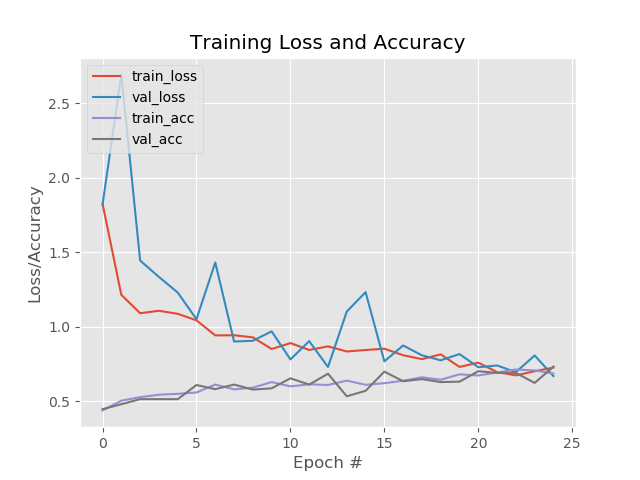 Training Loss and Accuracy
train_loss
val_loss
train_acc
val_acc
2.5
2.0
1.5
1.0
0.5
Loss/Accuracy
0 5 10 15 20 25
Epoch #